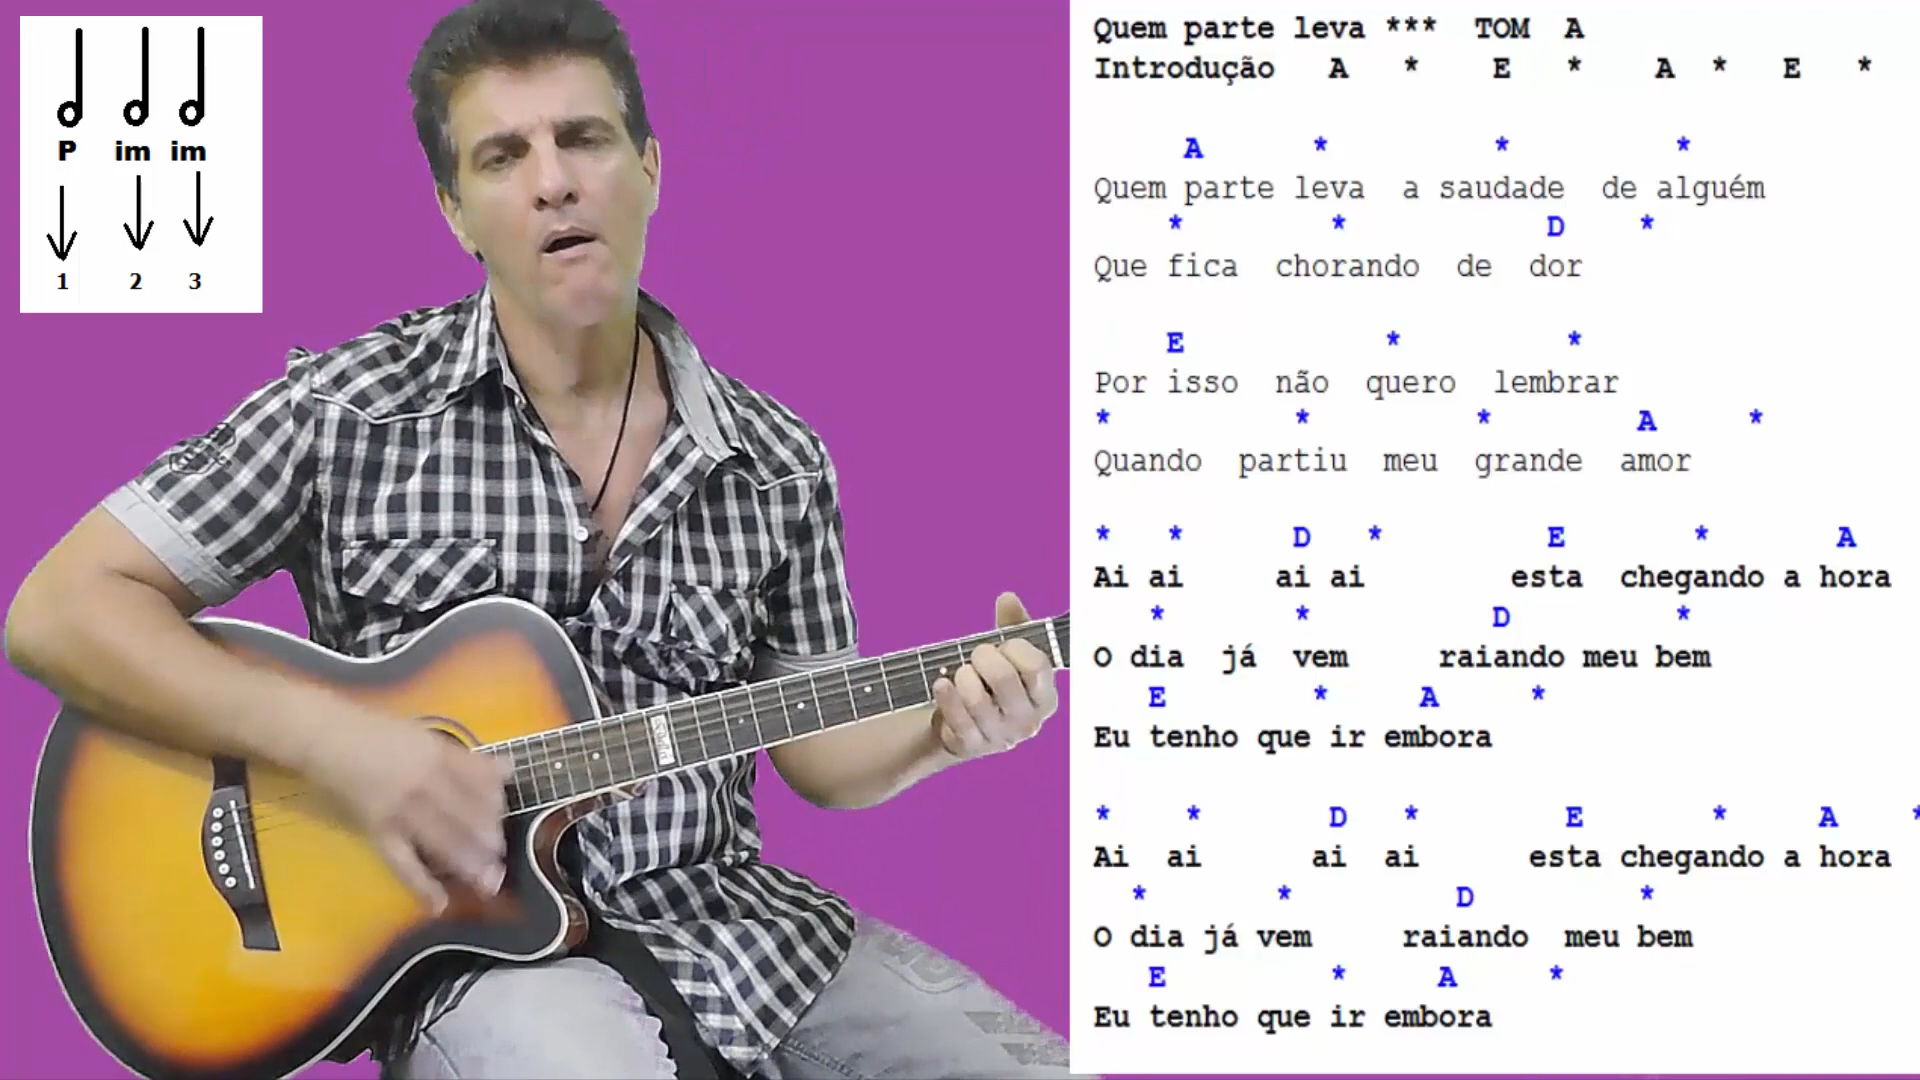 P im im
1 2 3
Quem parte leva *** TOM A
Introdução A * E * A * E *
A * * *
Quem parte leva a saudade de alguém
* * D *
Que fica chorando de dor
E * *
Por isso não quero lembrar
* * * A *
Quando partiu meu grande amor
* * D * E * A
Ai ai ai ai esta chegando a hora
* * D *
O dia já vem raiando meu bem
E * A *
Eu tenho que ir embora
* * D * E * A *
Ai ai ai ai esta chegando a hora
* * D *
O dia já vem raiando meu bem
E * A *
Eu tenho que ir embora